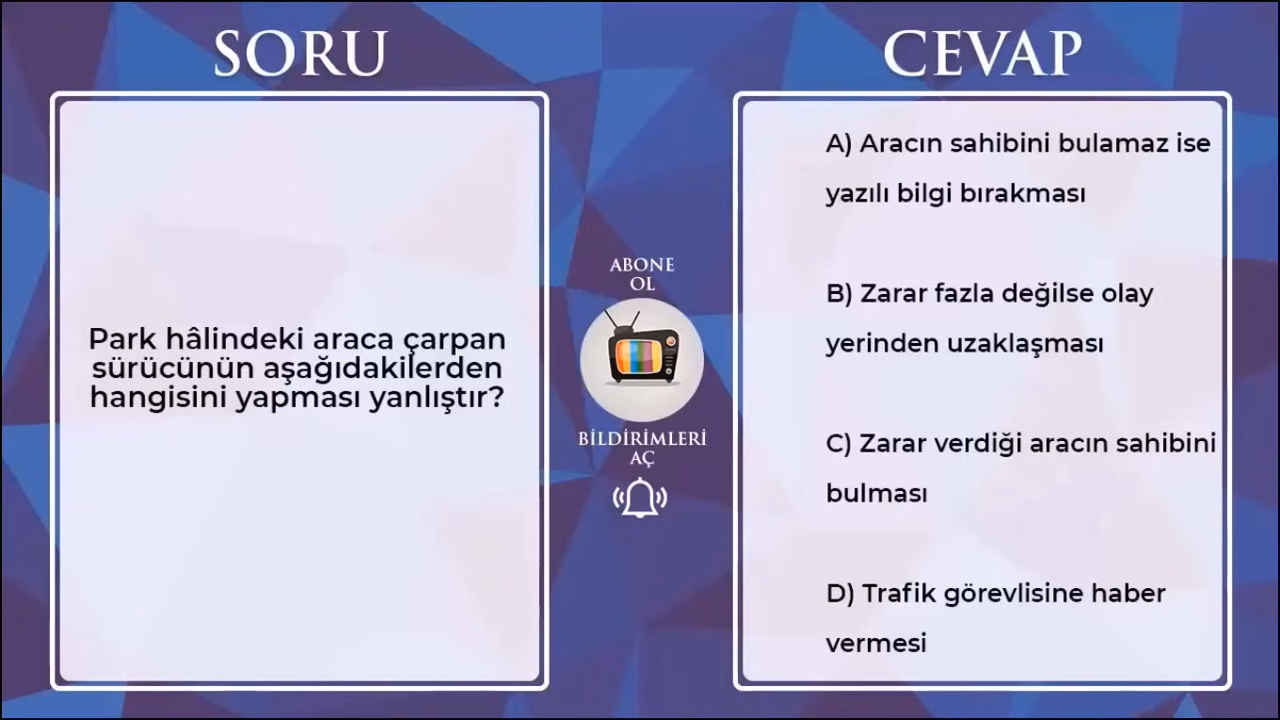 SORU
Park hâlindeki araca çarpan
sürücünün aşağıdakilerden
hangisini yapması yanlıştır?
ABONE
OL
BİLDİRİMLERİ
AÇ
CEVAP
A) Aracın sahibini bulamaz ise
yazılı bilgi bırakması
B) Zarar fazla değilse olay
yerinden uzaklaşması
C) Zarar verdiği aracın sahibini
bulması
D) Trafik görevlisine haber
vermesi